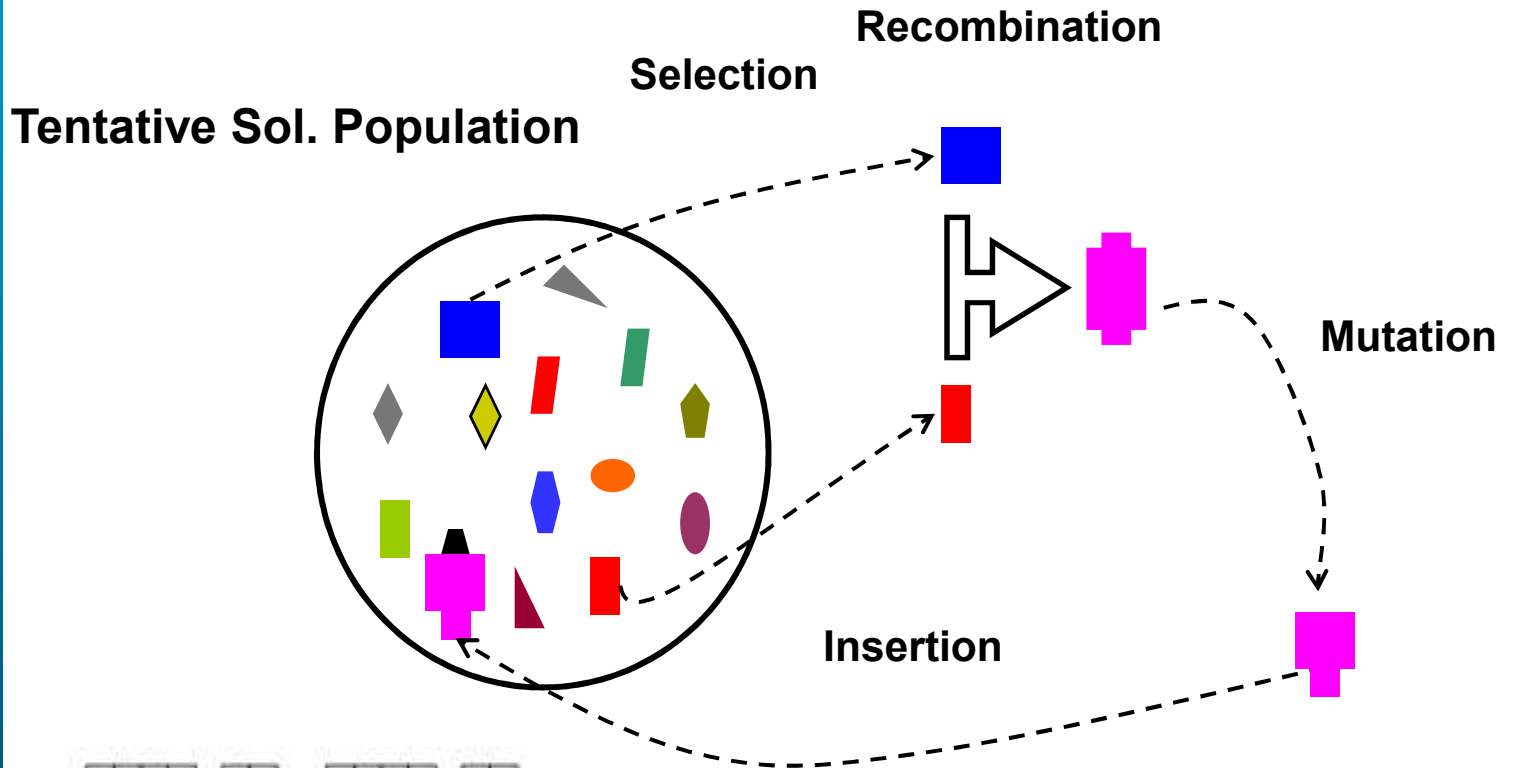 Recombination
Selection
Tentative Sol. Population
Mutation
Insertion